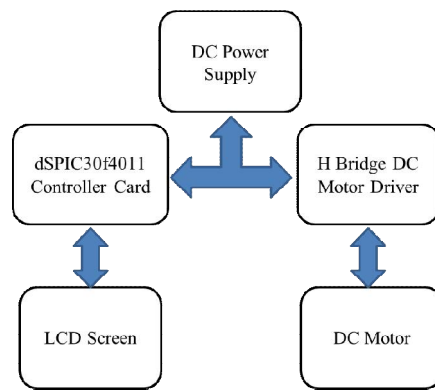 DC Power
Supply
dSPIC30f4011
Controller Card
H Bridge DC
Motor Driver
LCD Screen
DC Motor